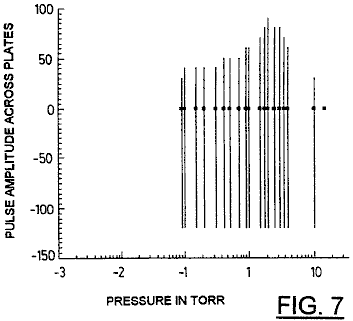 PULSE AMPLITUDE ACROSS PLATES
100
50
0
-50
-100
-150
-3 -2 -1 1 10
PRESSURE IN TORR
FIG. 7